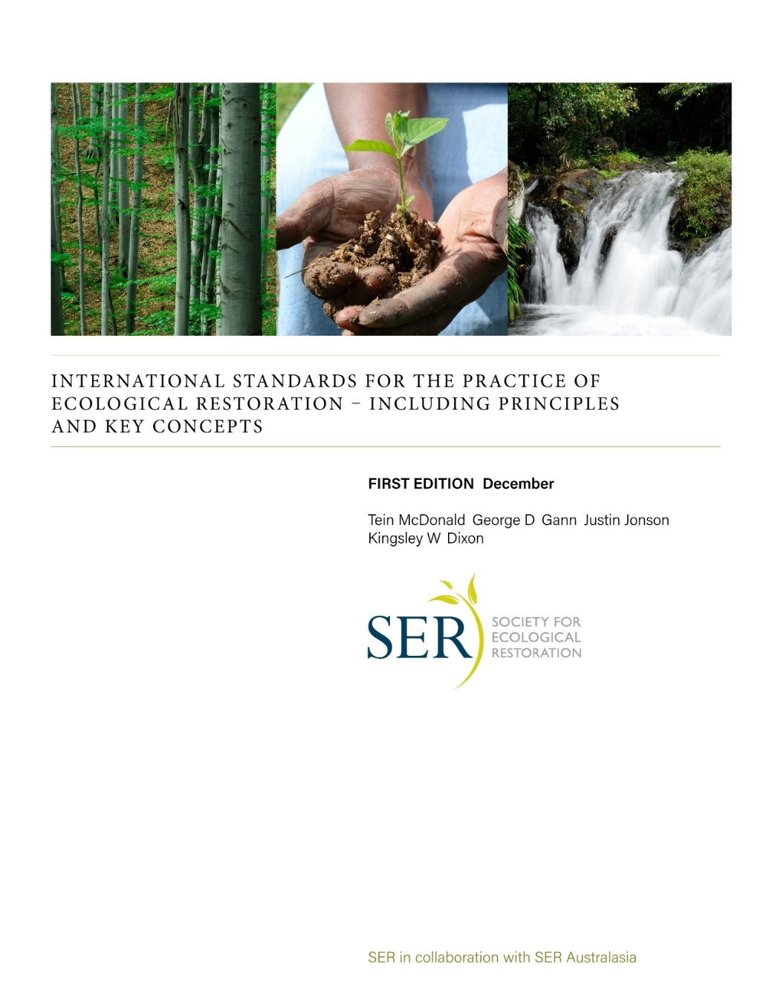 INTERNATIONAL STANDARDS FOR THE PRACTICE OF
ECOLOGICAL RESTORATION – INCLUDING PRINCIPLES
AND KEY CONCEPTS
FIRST EDITION December
Tein McDonald George D Gann Justin Jonson
Kingsley W Dixon
SER
SOCIETY FOR
ECOLOGICAL
RESTORATION
SER in collaboration with SER Australasia